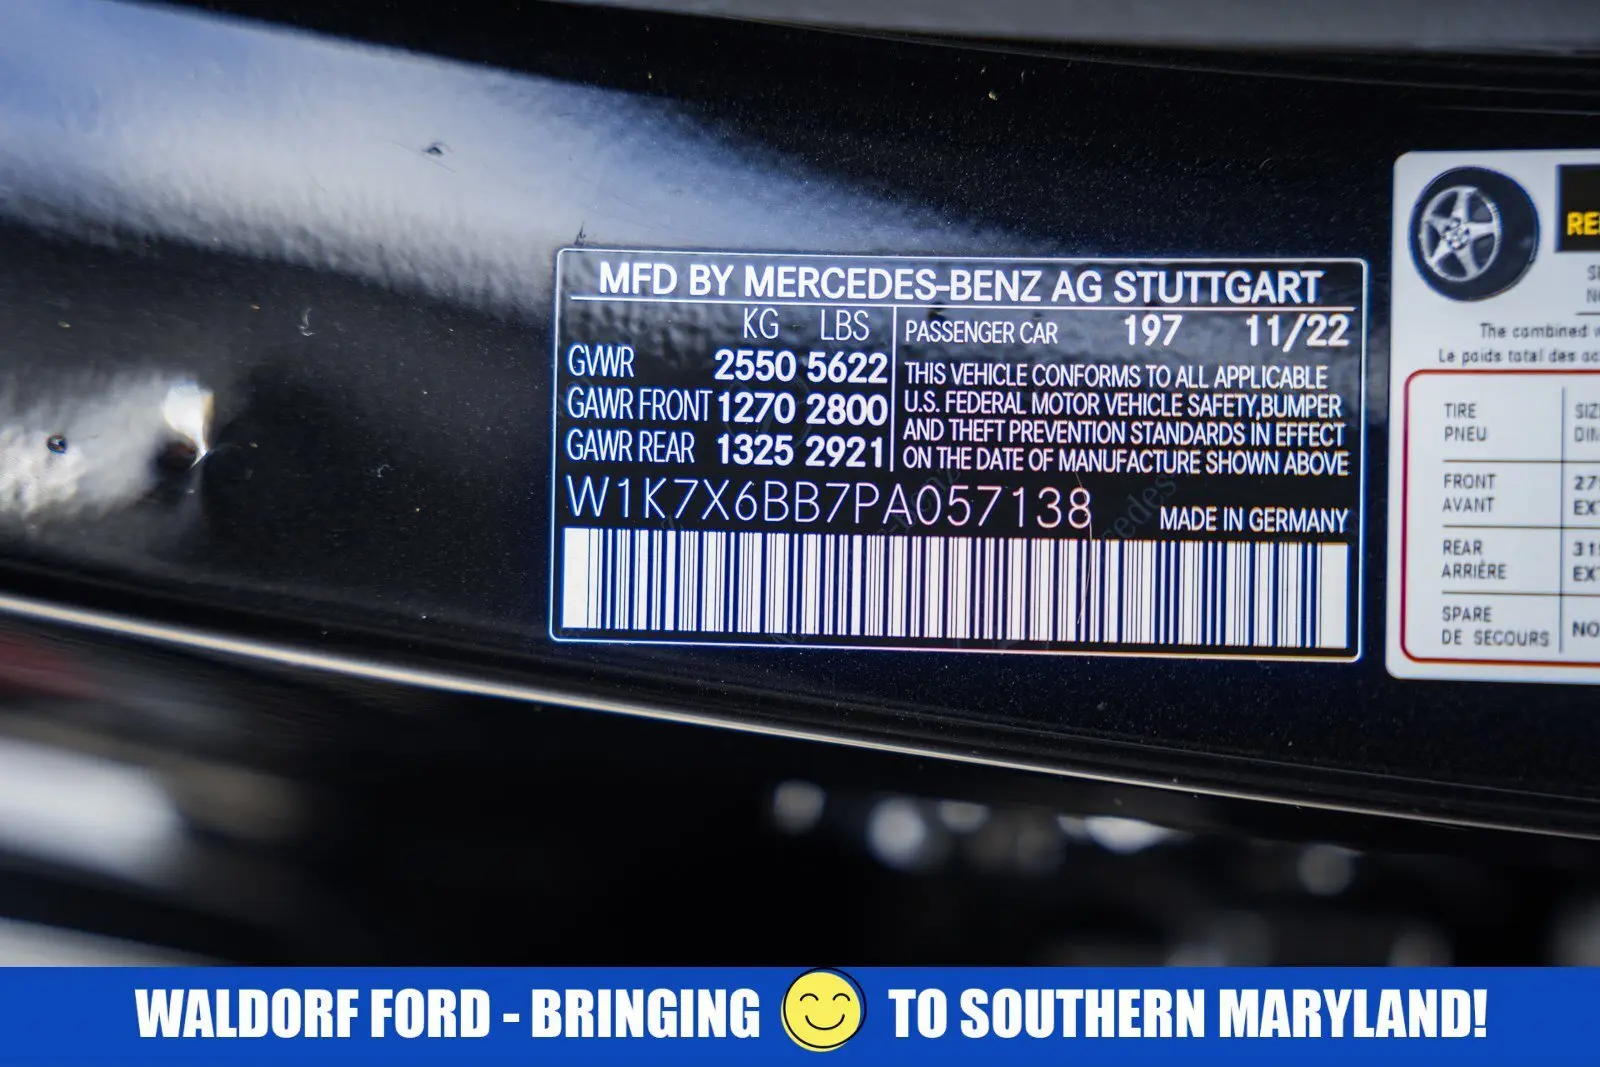 MFD BY MERCEDES-BENZ AG STUTTGART
KG LBS
GVWR 2550 5622
GAWR FRONT 1270 2800
GAWR REAR 1325 2921
PASSENGER CAR 197 11/22
THIS VEHICLE CONFORMS TO ALL APPLICABLE
U.S. FEDERAL MOTOR VEHICLE SAFETY,BUMPER
AND THEFT PREVENTION STANDARDS IN EFFECT
ON THE DATE OF MANUFACTURE SHOWN ABOVE
W1K7X6BB7PA057138
MADE IN GERMANY
The combined
Le poids total des
TIRE
PNEU
FRONT
AVANT
REAR
ARRIÈRE
SPARE
DE SECOURS
WALDORF FORD - BRINGING TO SOUTHERN MARYLAND!